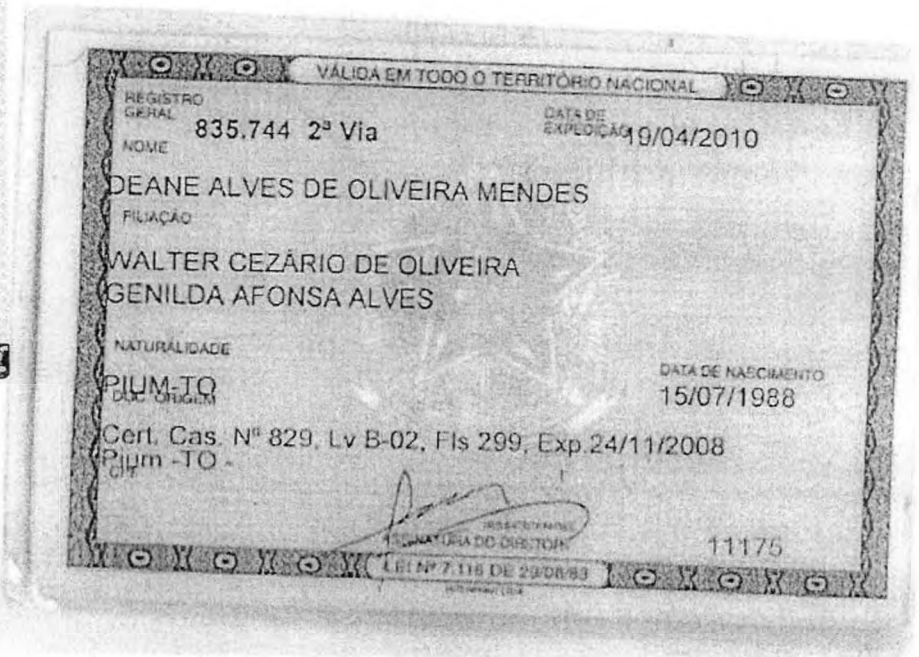 VÁLIDA EM TODO O TERRITÓRIO NACIONAL
REGISTRO GERAL 835.744 2ª Via
DATA DE EXPEDIÇÃO 19/04/2010
NOME
DEANE ALVES DE OLIVEIRA MENDES
FILIAÇÃO
WALTER CEZÁRIO DE OLIVEIRA
GENILDA AFONSA ALVES
NATURALIDADE
PIUM-TO
DATA DE NASCIMENTO
15/07/1988
DOC. ORIGEM
Cert. Cas. Nº 829, Lv B-02, Fls 299, Exp.24/11/2008
Pium -TO -
CPF
ASSINATURA DO DIRETOR
11175
LEI Nº 7.116 DE 29/08/83